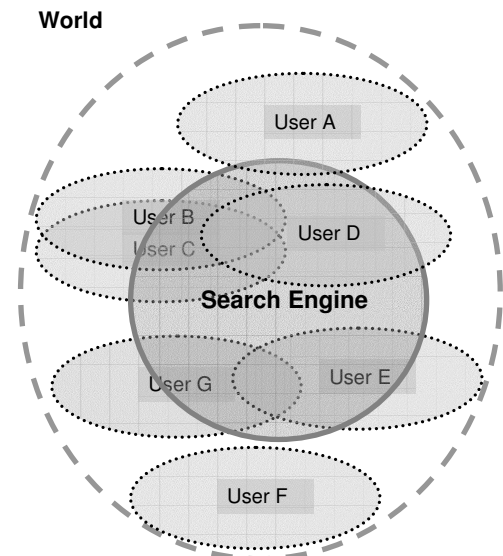 World
User A
User B
User D
User C
Search Engine
User G
User E
User F